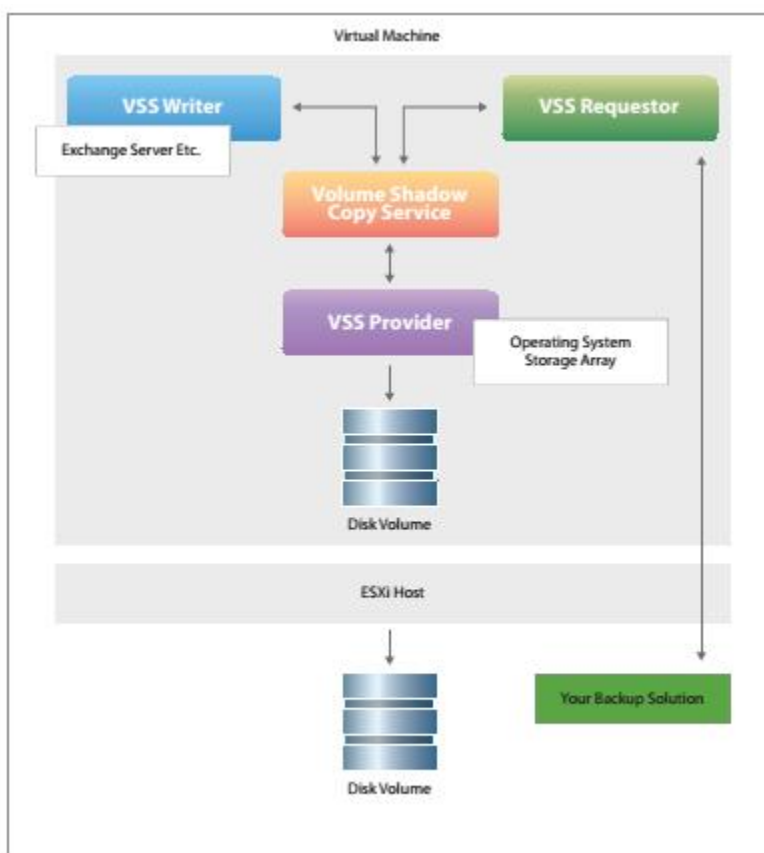 Virtual Machine
VSS Writer
VSS Requestor
Exchange Server Etc.
Volume Shadow
Copy Service
VSS Provider
Operating System
Storage Array
Disk Volume
ESXi Host
Your Backup Solution
Disk Volume